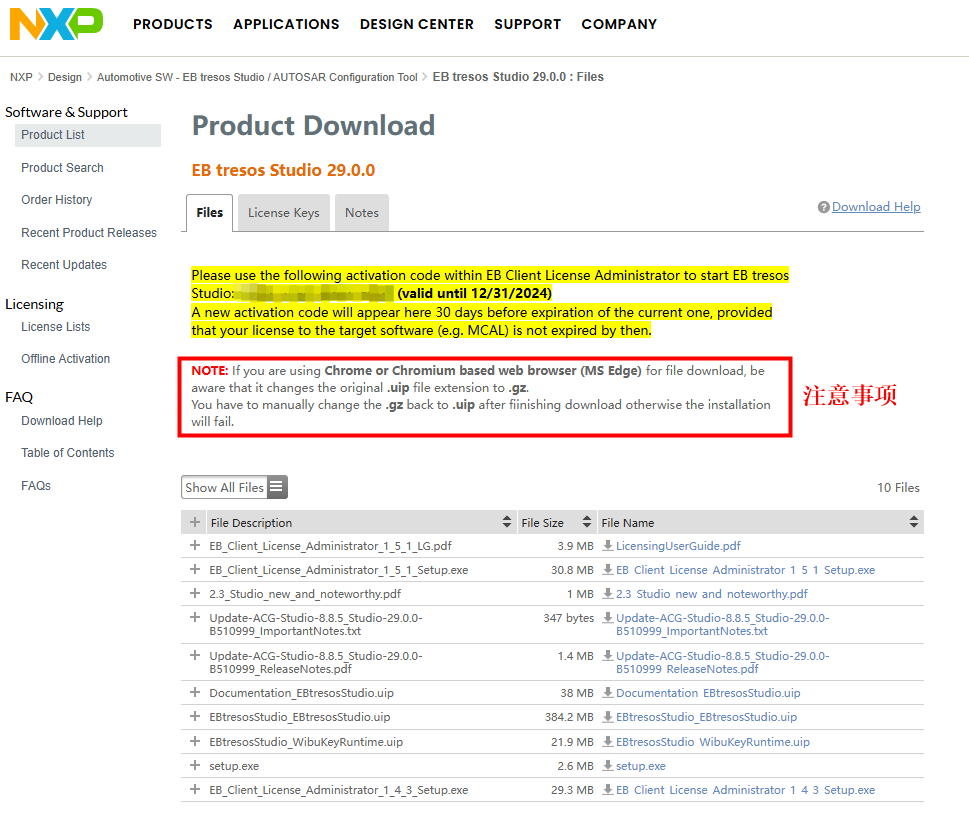 NXP
PRODUCTS APPLICATIONS DESIGN CENTER SUPPORT COMPANY
NXP > Design > Automotive SW - EB tresos Studio / AUTOSAR Configuration Tool > EB tresos Studio 29.0.0 : Files
Software & Support
Product List
Product Search
Order History
Recent Product Releases
Recent Updates
Licensing
License Lists
Offline Activation
FAQ
Download Help
Table of Contents
FAQs
Product Download
EB tresos Studio 29.0.0
Files License Keys Notes
? Download Help
Please use the following activation code within EB Client License Administrator to start EB tresos
Studio: (valid until 12/31/2024)
A new activation code will appear here 30 days before expiration of the current one, provided
that your license to the target software (e.g. MCAL) is not expired by then.
NOTE: If you are using Chrome or Chromium based web browser (MS Edge) for file download, be
aware that it changes the original .uip file extension to .gz.
You have to manually change the .gz back to .uip after fiinishing download otherwise the installation
will fail.
注意事项
Show All Files
10 Files
+ File Description File Size File Name
+ EB_Client_License_Administrator_1_5_1_LG.pdf 3.9 MB LicensingUserGuide.pdf
+ EB_Client_License_Administrator_1_5_1_Setup.exe 30.8 MB EB Client License Administrator 1 5 1 Setup.exe
+ 2.3_Studio_new_and_noteworthy.pdf 1 MB 2.3 Studio new and noteworthy.pdf
+ Update-ACG-Studio-8.8.5_Studio-29.0.0- 347 bytes Update-ACG-Studio-8.8.5_Studio-29.0.0-
B510999_ImportantNotes.txt B510999_ImportantNotes.txt
+ Update-ACG-Studio-8.8.5_Studio-29.0.0- 1.4 MB Update-ACG-Studio-8.8.5_Studio-29.0.0-
B510999_ReleaseNotes.pdf B510999 ReleaseNotes.pdf
+ Documentation_EBtresosStudio.uip 38 MB Documentation EBtresosStudio.uip
+ EBtresosStudio_EBtresosStudio.uip 384.2 MB EBtresosStudio_EBtresosStudio.uip
+ EBtresosStudio_WibuKeyRuntime.uip 21.9 MB EBtresosStudio WibuKeyRuntime.uip
+ setup.exe 2.6 MB setup.exe
+ EB_Client_License_Administrator_1_4_3_Setup.exe 29.3 MB EB Client License Administrator 1 4 3 Setup.exe